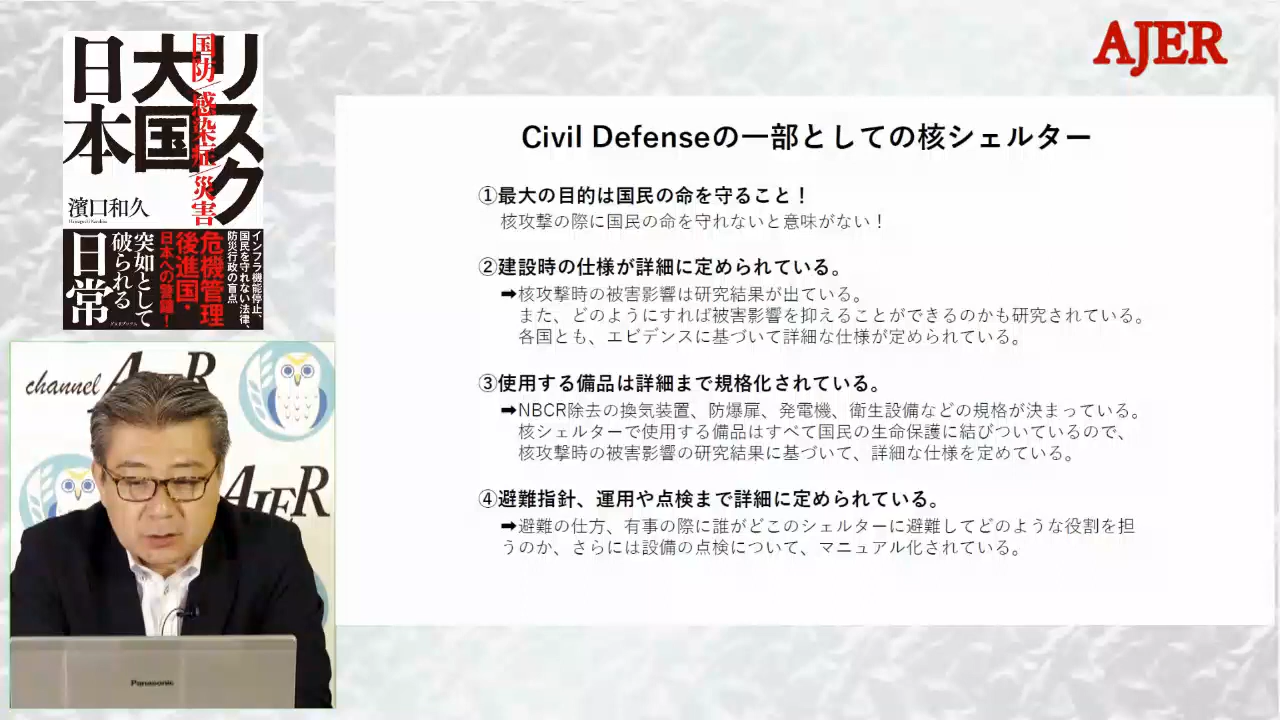 リスク
大国
日本
国防/感染症/災害
濱口和久
インフラ機能停止、
国民を守れない法律、
防災行政の盲点
危機管理
後進国・
日本への警鐘!
突如として
破られる
日常
AJER
Civil Defenseの一部としての核シェルター
①最大の目的は国民の命を守ること!
核攻撃の際に国民の命を守れないと意味がない!
②建設時の仕様が詳細に定められている。
➡核攻撃時の被害影響は研究結果が出ている。
また、どのようにすれば被害影響を抑えることができるのかも研究されている。
各国とも、エビデンスに基づいて詳細な仕様が定められている。
③使用する備品は詳細まで規格化されている。
➡NBCR除去の換気装置、防爆扉、発電機、衛生設備などの規格が決まっている。
核シェルターで使用する備品はすべて国民の生命保護に結びついているので、
核攻撃時の被害影響の研究結果に基づいて、詳細な仕様を定めている。
④避難指針、運用や点検まで詳細に定められている。
➡避難の仕方、有事の際に誰がどこのシェルターに避難してどのような役割を担
うのか、さらには設備の点検について、マニュアル化されている。
channel AJER
AJER
Panasonic